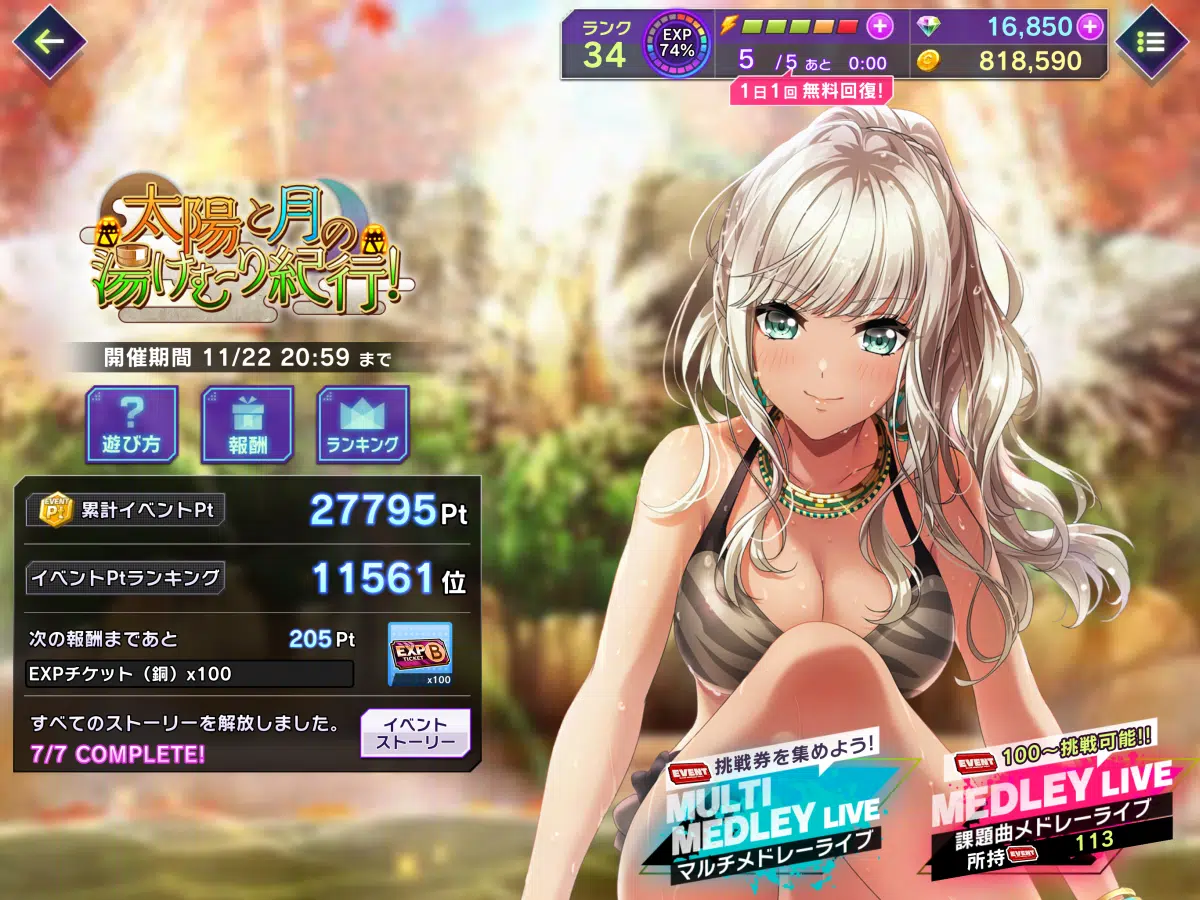 ランク
34
EXP
74%
5 /5 あと 0:00
16,850
818,590
1日1回 無料回復!
太陽と月の
湯けむり紀行!
開催期間 11/22 20:59 まで
?
遊び方
報酬
ランキング
EVENT
Pt
累計イベントPt
27795Pt
イベントPtランキング
11561位
次の報酬まであと 205Pt
EXPチケット（銅）x100
EXP B
TICKET
x100
すべてのストーリーを解放しました。
7/7 COMPLETE!
イベント
ストーリー
EVENT 挑戦券を集めよう!
MULTI
MEDLEY LIVE
マルチメドレーライブ
EVENT 100～挑戦可能!!
MEDLEY LIVE
課題曲メドレーライブ
所持 EVENT 113